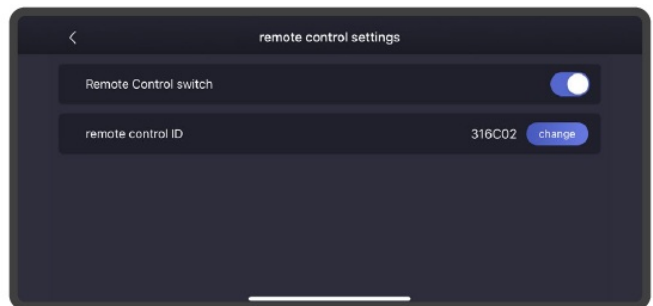 remote control settings
Remote Control switch
remote control ID 316C02 change